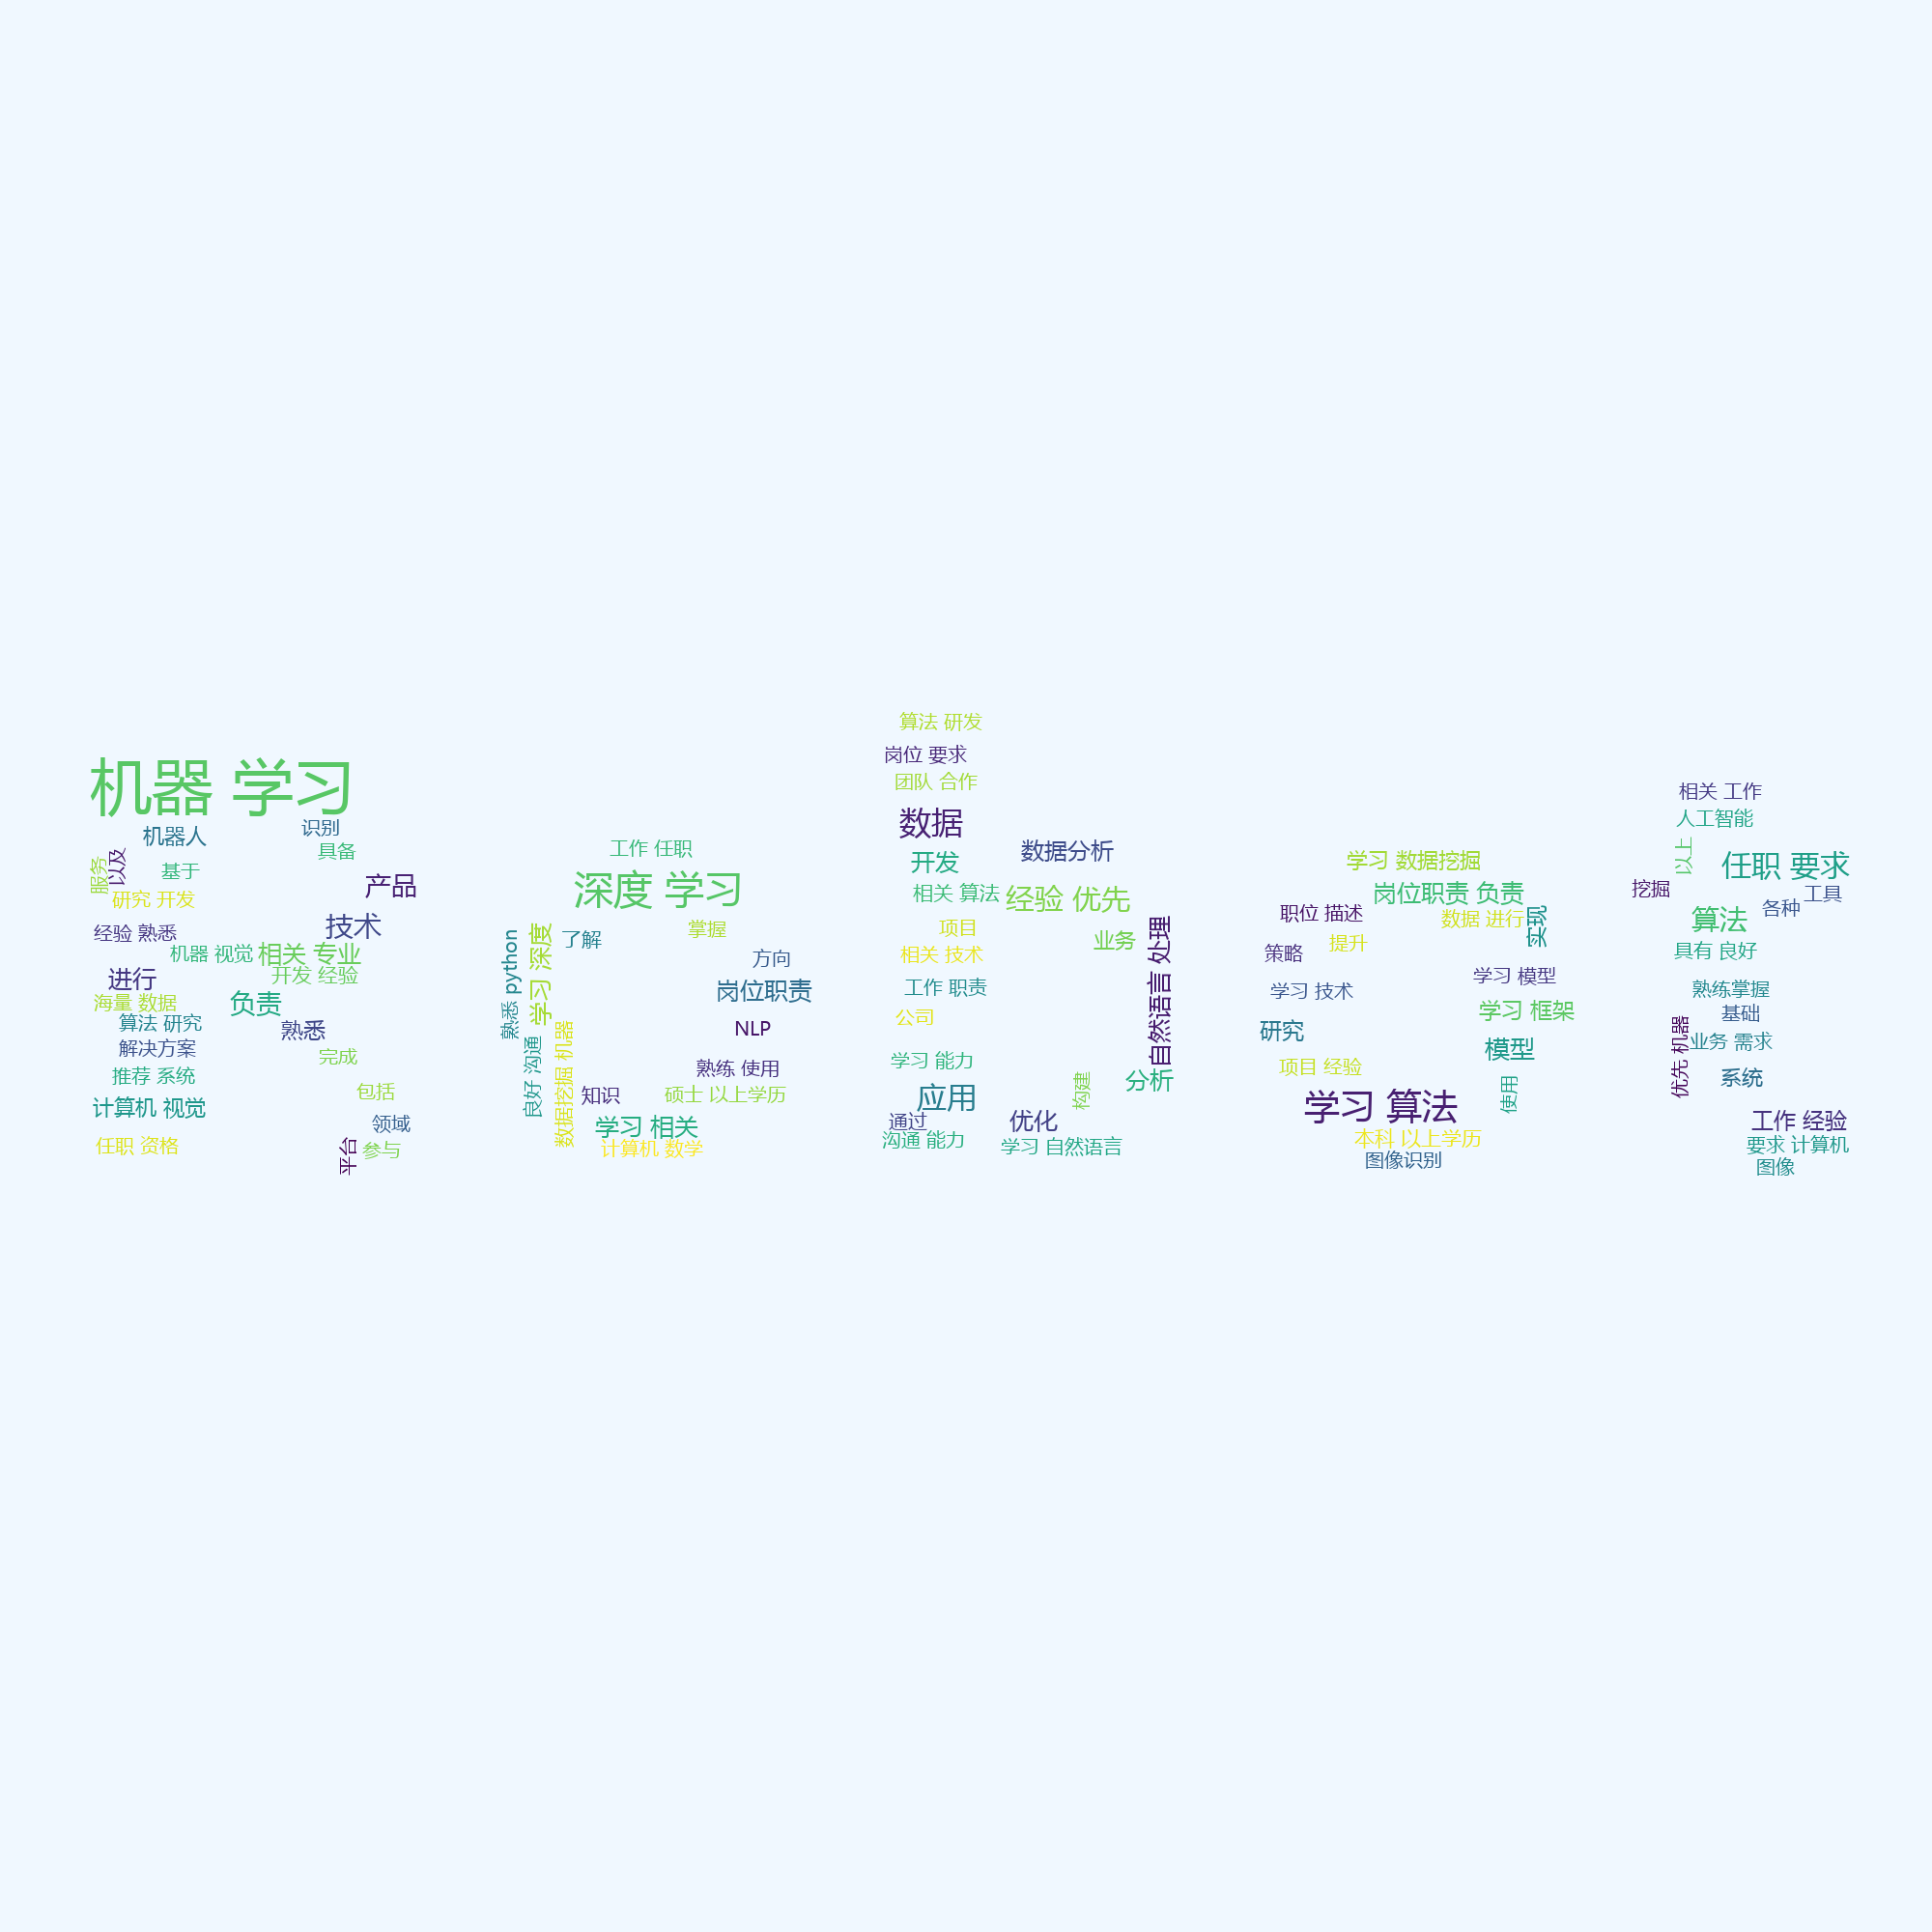 机器 学习
机器人
识别
具备
服务
以及
基于
产品
研究 开发
技术
经验 熟悉
机器 视觉
相关 专业
开发 经验
进行
海量 数据
负责
算法 研究
熟悉
解决方案
完成
推荐 系统
包括
计算机 视觉
领域
任职 资格
平台
参与
工作 任职
深度 学习
掌握
了解
熟悉 python
学习 深度
方向
岗位职责
NLP
良好 沟通
数据挖掘 机器
熟练 使用
知识
硕士 以上学历
学习 相关
计算机 数学
算法 研发
岗位 要求
团队 合作
数据
数据分析
开发
相关 算法
经验 优先
项目
业务
相关 技术
自然语言 处理
工作 职责
公司
学习 能力
构建
分析
应用
通过
优化
沟通 能力
学习 自然语言
学习 数据挖掘
岗位职责 负责
职位 描述
数据 进行
实现
策略
提升
学习 模型
学习 技术
学习 框架
研究
模型
项目 经验
使用
学习 算法
本科 以上学历
图像识别
相关 工作
人工智能
以上
任职 要求
挖掘
工具
各种
算法
具有 良好
熟练掌握
基础
优先 机器
业务 需求
系统
工作 经验
要求 计算机
图像